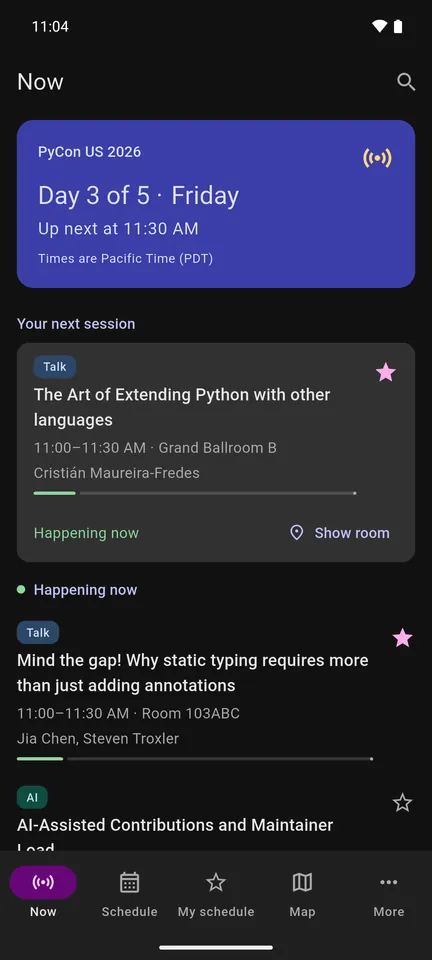 11:04
Now
PyCon US 2026
Day 3 of 5 · Friday
Up next at 11:30 AM
Times are Pacific Time (PDT)
Your next session
Talk
The Art of Extending Python with other
languages
11:00–11:30 AM · Grand Ballroom B
Cristián Maureira-Fredes
Happening now
Show room
Happening now
Talk
Mind the gap! Why static typing requires more
than just adding annotations
11:00–11:30 AM · Room 103ABC
Jia Chen, Steven Troxler
AI
AI-Assisted Contributions and Maintainer
Load
Now
Schedule
My schedule
Map
More